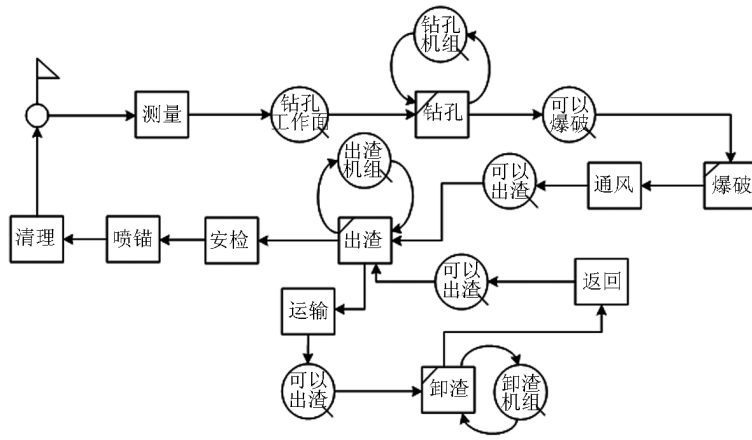 钻孔
机组
测量
钻孔
工作面
钻孔
可以
爆破
出渣
机组
可以
出渣
通风
爆破
清理
喷锚
安检
出渣
可以
出渣
返回
运输
可以
出渣
卸渣
卸渣
机组